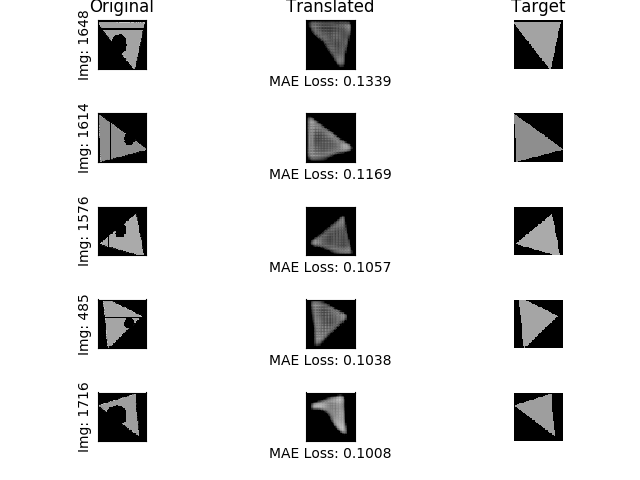 Original Translated Target
Img: 1648
MAE Loss: 0.1339
Img: 1614
MAE Loss: 0.1169
Img: 1576
MAE Loss: 0.1057
Img: 485
MAE Loss: 0.1038
Img: 1716
MAE Loss: 0.1008